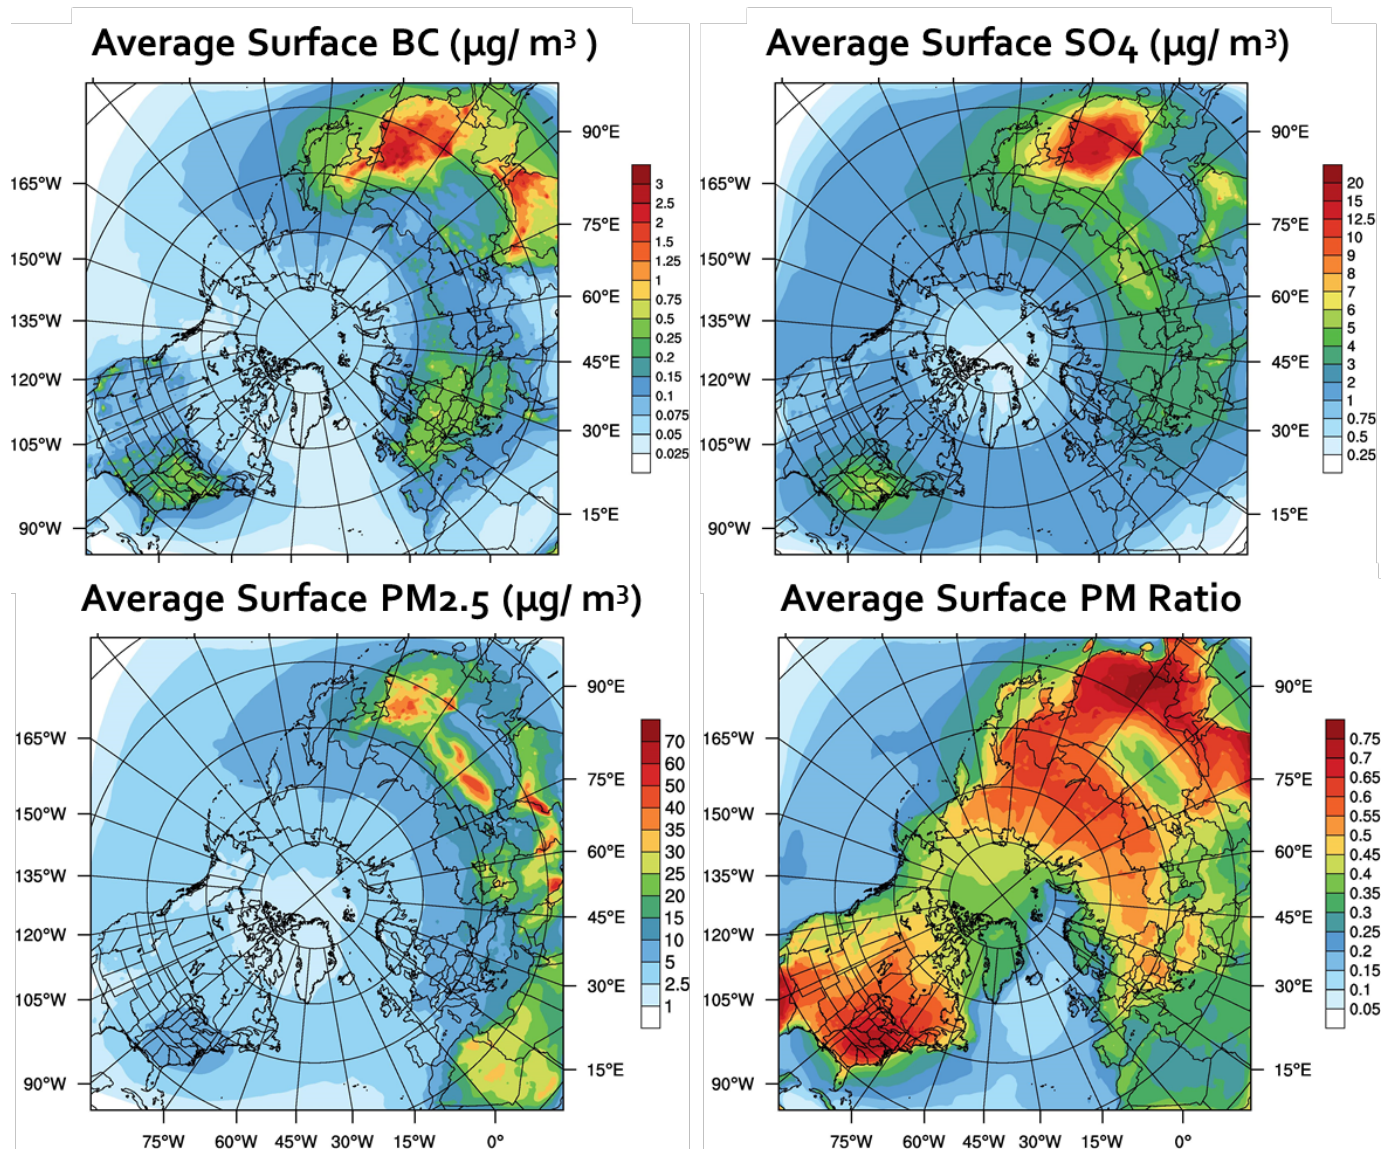 Average Surface BC (µg/ m³ )
Average Surface SO4 (µg/ m³)
165°W
150°W
135°W
120°W
105°W
90°W
90°E
75°E
60°E
45°E
30°E
15°E
3
2.5
2
1.5
1.25
1
0.75
0.5
0.25
0.2
0.15
0.1
0.075
0.05
0.025
165°W
150°W
135°W
120°W
105°W
90°W
90°E
75°E
60°E
45°E
30°E
15°E
20
15
12.5
10
9
8
7
6
5
4
3
2
1
0.75
0.5
0.25
Average Surface PM2.5 (µg/ m³)
Average Surface PM Ratio
165°W
150°W
135°W
120°W
105°W
90°W
90°E
75°E
60°E
45°E
30°E
15°E
70
60
50
40
35
30
25
20
15
10
5
2.5
1
75°W 60°W 45°W 30°W 15°W 0°
165°W
150°W
135°W
120°W
105°W
90°W
90°E
75°E
60°E
45°E
30°E
15°E
0.75
0.7
0.65
0.6
0.55
0.5
0.45
0.4
0.35
0.3
0.25
0.2
0.15
0.1
0.05
75°W 60°W 45°W 30°W 15°W 0°